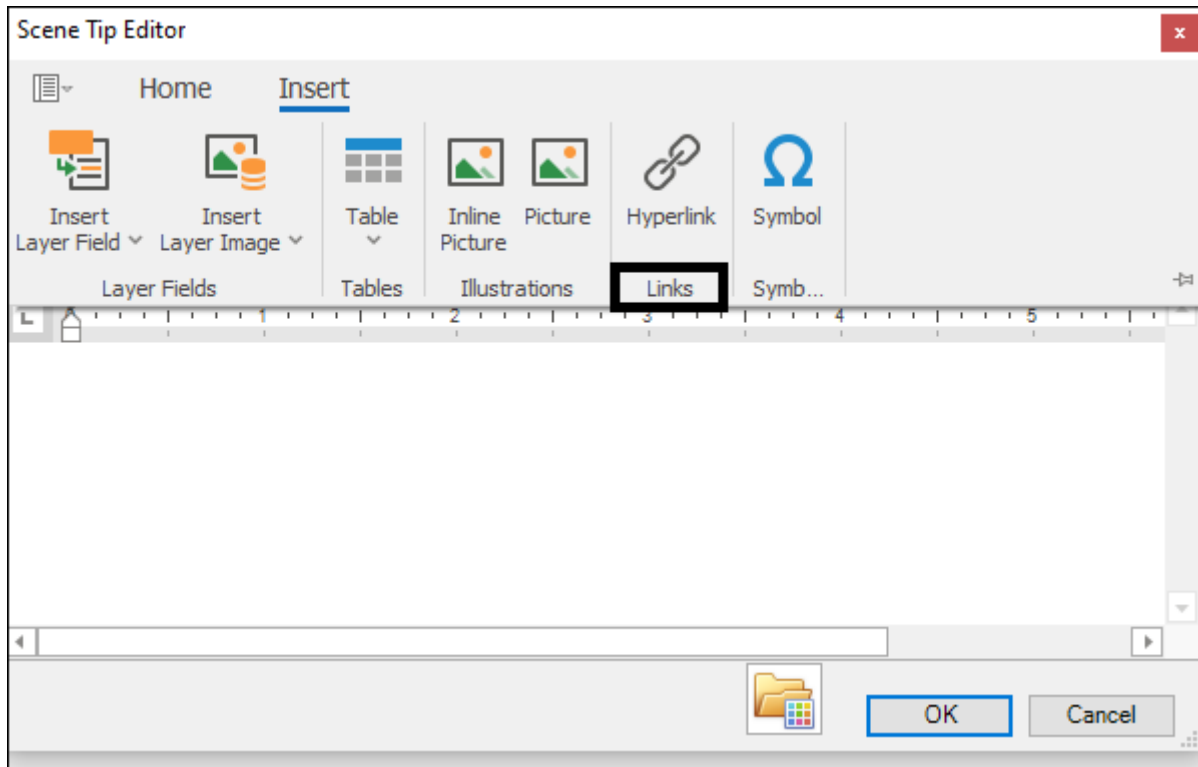 Scene Tip Editor
x
Home Insert
Insert Layer Field
Insert Layer Image
Table
Inline Picture
Picture
Hyperlink
Symbol
Layer Fields Tables Illustrations Links Symb...
L 1 2 3 4 5
OK Cancel